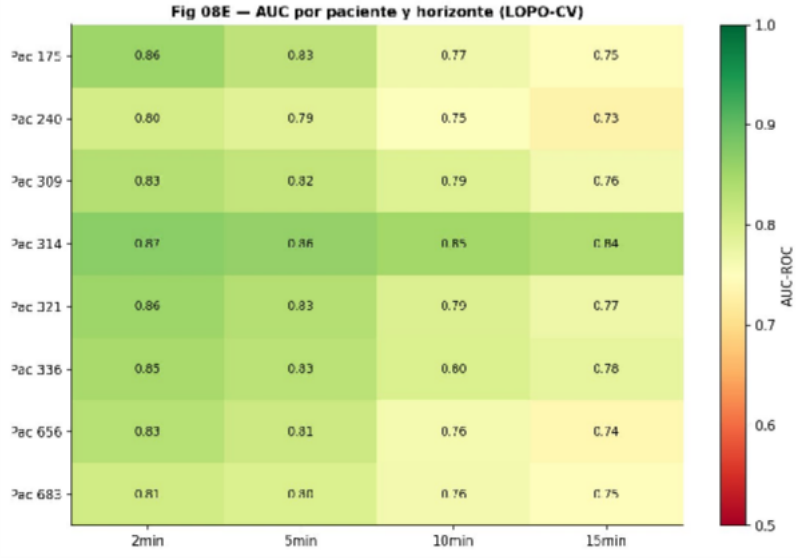 Fig 08E — AUC por paciente y horizonte (LOPO-CV)
Pac 175 0.86 0.83 0.77 0.75
Pac 240 0.80 0.79 0.75 0.73
Pac 309 0.83 0.82 0.79 0.76
Pac 314 0.87 0.86 0.85 0.84
Pac 321 0.86 0.83 0.79 0.77
Pac 336 0.85 0.83 0.80 0.78
Pac 656 0.83 0.81 0.76 0.74
Pac 683 0.81 0.80 0.76 0.75
2min 5min 10min 15min
1.0
0.9
0.8
0.7
0.6
0.5
AUC-ROC